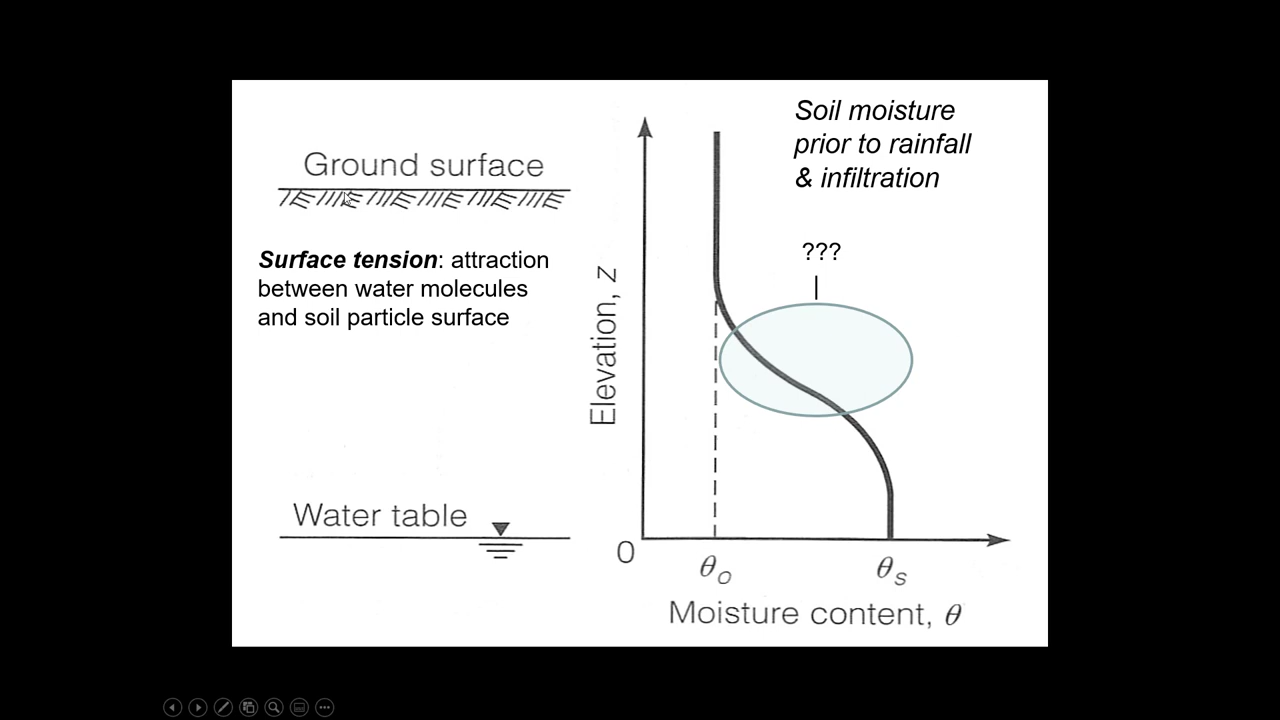 Soil moisture
prior to rainfall
& infiltration
Ground surface
Surface tension: attraction
between water molecules
and soil particle surface
???
Elevation, z
Water table
0
θo
θs
Moisture content, θ